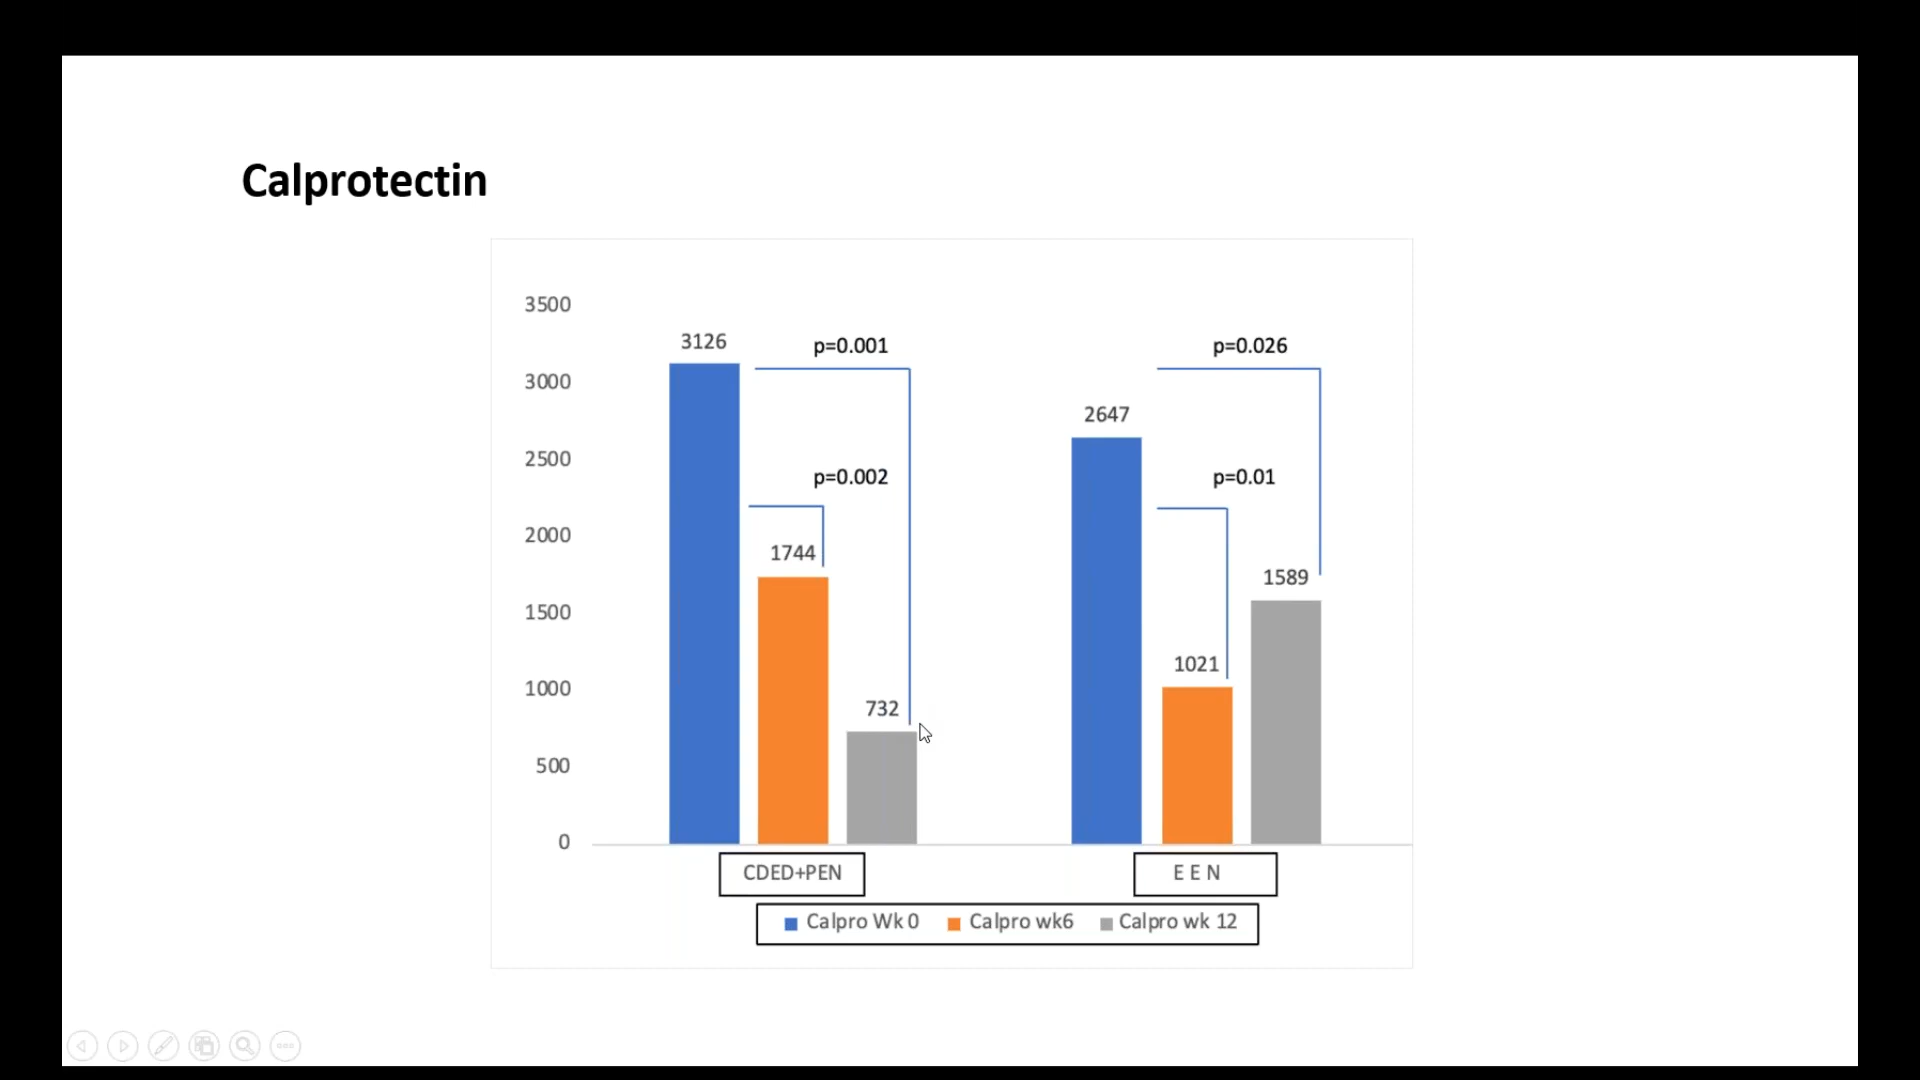 Calprotectin
3500
3000
2500
2000
1500
1000
500
0
3126
p=0.001
p=0.002
1744
732
2647
p=0.026
p=0.01
1021
1589
CDED+PEN
E E N
Calpro Wk 0
Calpro wk6
Calpro wk 12